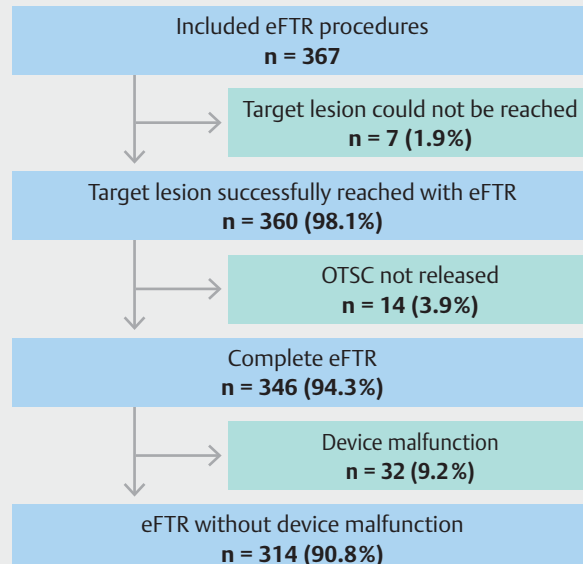 Included eFTR procedures
n = 367
Target lesion could not be reached
n = 7 (1.9%)
Target lesion successfully reached with eFTR
n = 360 (98.1%)
OTSC not released
n = 14 (3.9%)
Complete eFTR
n = 346 (94.3%)
Device malfunction
n = 32 (9.2%)
eFTR without device malfunction
n = 314 (90.8%)